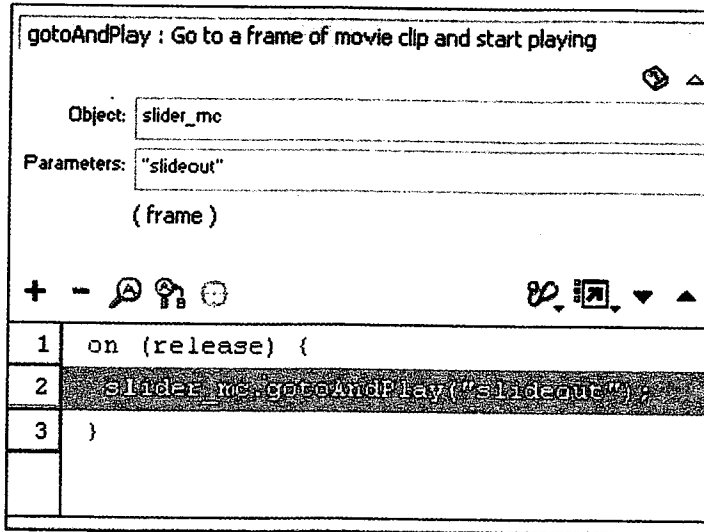 gotoAndPlay : Go to a frame of movie clip and start playing
Object: slider_mc
Parameters: "slideout"
( frame )
1 on (release) {
2 slider_mc.gotoAndPlay("slideout");
3 }